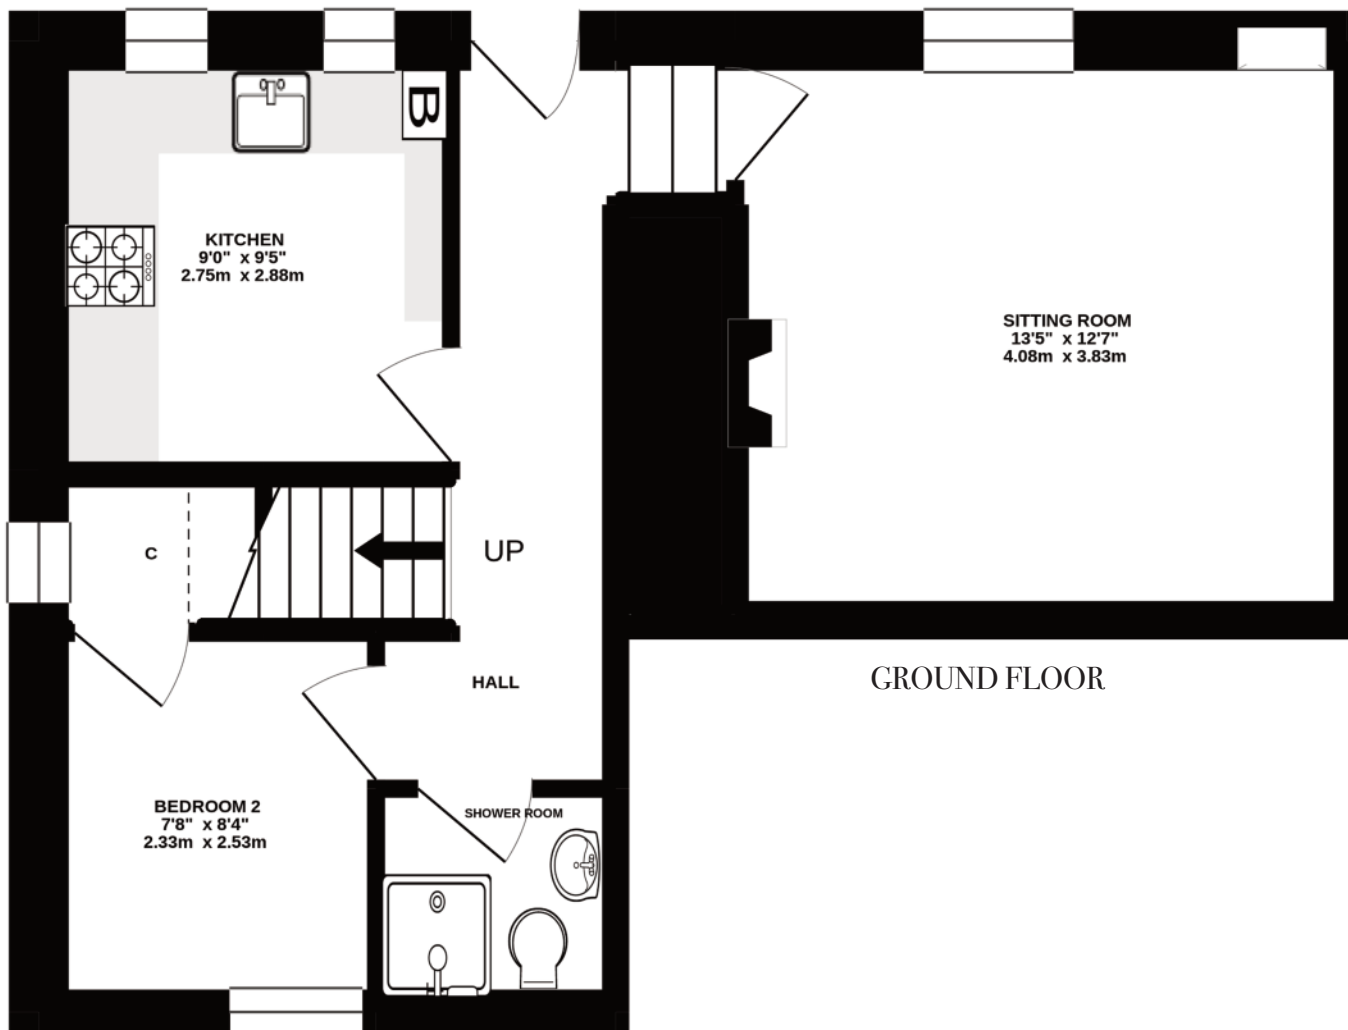 B
KITCHEN
9'0" x 9'5"
2.75m x 2.88m
SITTING ROOM
13'5" x 12'7"
4.08m x 3.83m
C
UP
HALL
GROUND FLOOR
BEDROOM 2
7'8" x 8'4"
2.33m x 2.53m
SHOWER ROOM